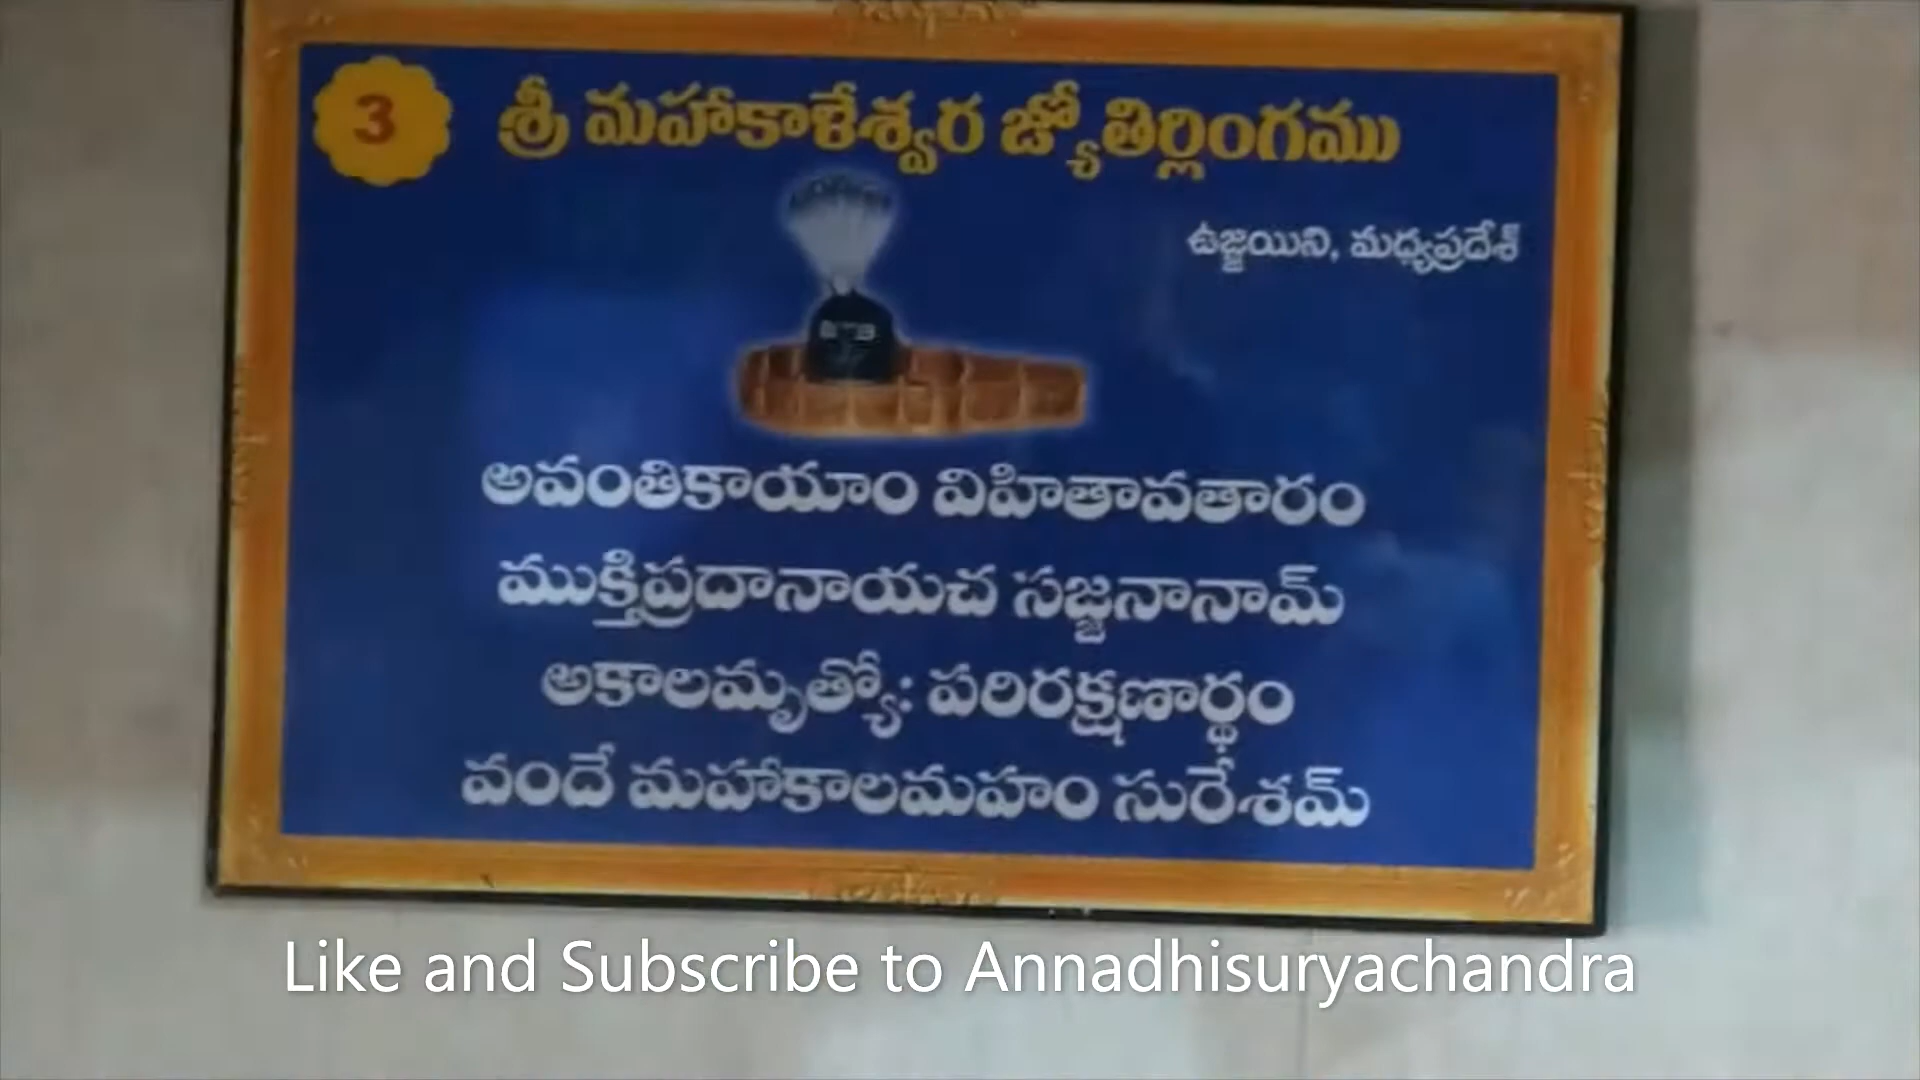 3
శ్రీ మహాకాళేశ్వర జ్యోతిర్లింగము
ఉజ్జయిని, మధ్యప్రదేశ్
అవంతికాయాం విహితావతారం
ముక్తిప్రదానాయచ సజ్జనానామ్
అకాలమృత్యో: పరిరక్షణార్థం
వందే మహాకాలమహం సురేశమ్
Like and Subscribe to Annadhisuryachandra